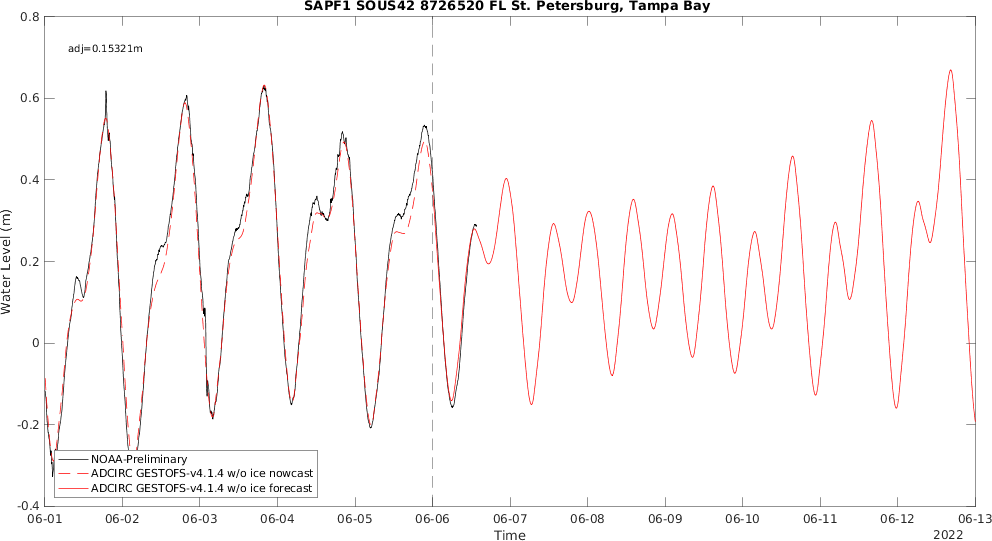 SAPF1 SOUS42 8726520 FL St. Petersburg, Tampa Bay
adj=0.15321m
0.8
0.6
0.4
0.2
0
-0.2
-0.4
Water Level (m)
NOAA-Preliminary
ADCIRC GESTOFS-v4.1.4 w/o ice nowcast
ADCIRC GESTOFS-v4.1.4 w/o ice forecast
06-01 06-02 06-03 06-04 06-05 06-06 06-07 06-08 06-09 06-10 06-11 06-12 06-13
Time
2022